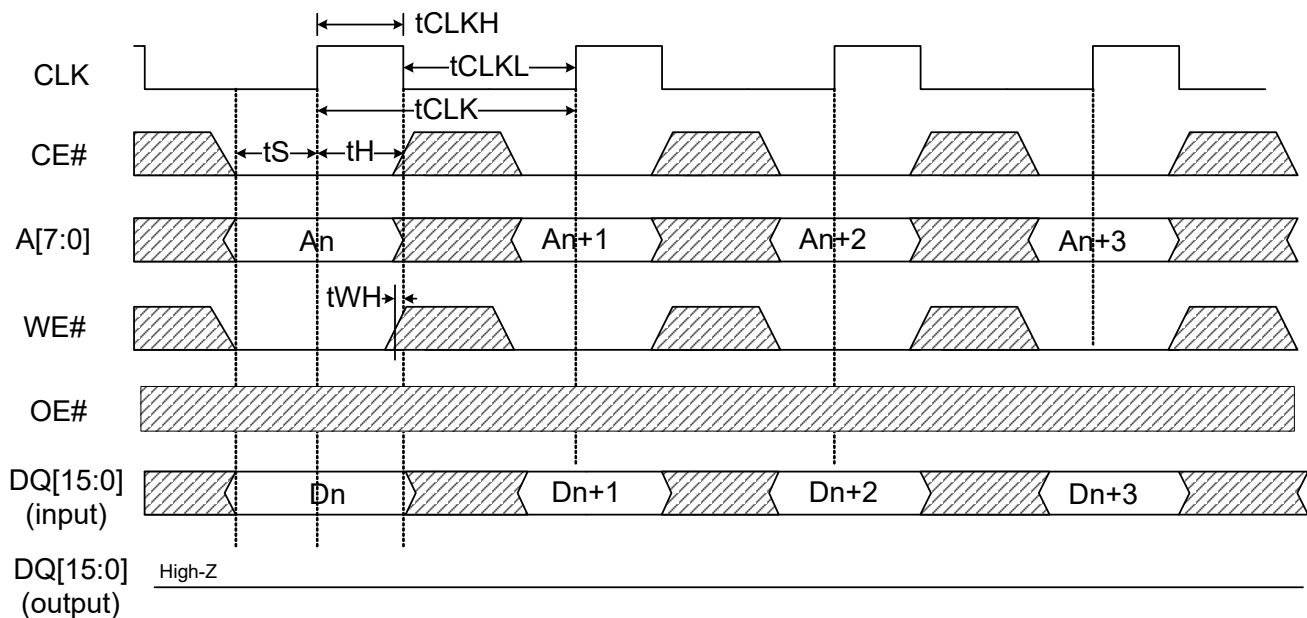 tCLKH
CLK
tCLKL
tCLK
CE#
tS
tH
A[7:0]
An
An+1
An+2
An+3
tWH
WE#
OE#
DQ[15:0]
(input)
Dn
Dn+1
Dn+2
Dn+3
DQ[15:0]
(output)
High-Z